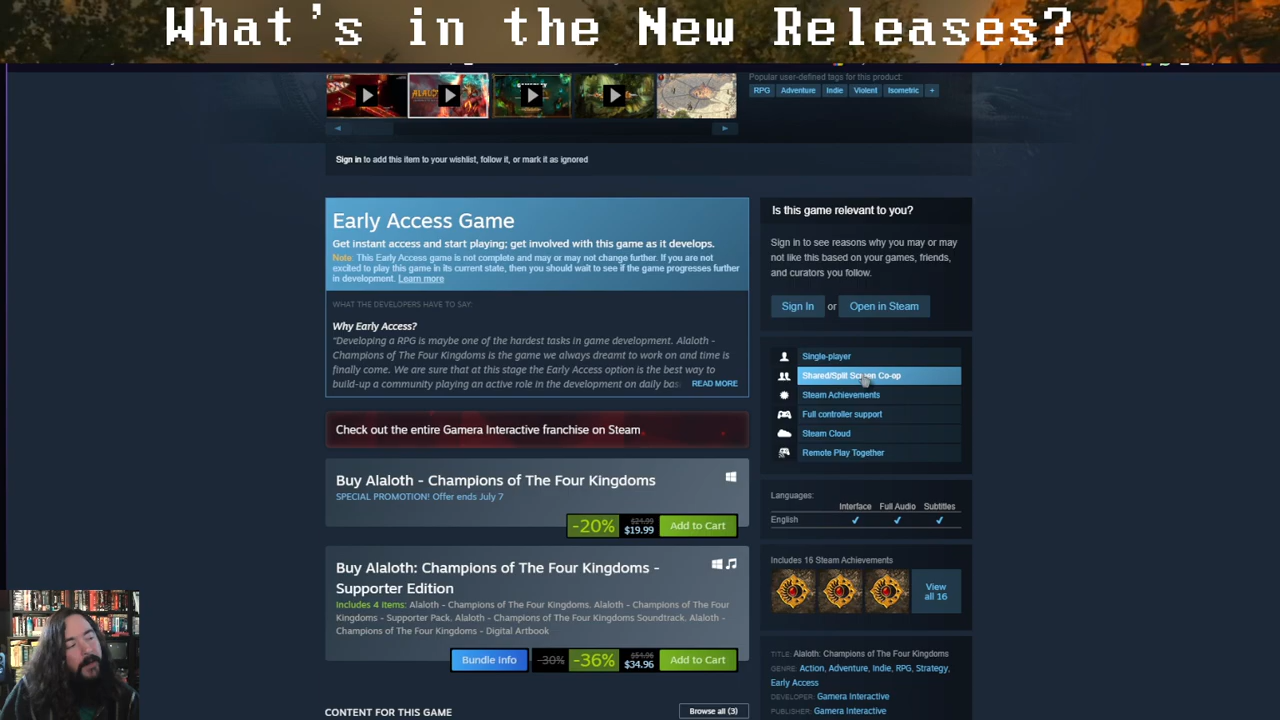 What's in the New Releases?
Popular user-defined tags for this product:
RPG Adventure Indie Violent Isometric +
Sign in to add this item to your wishlist, follow it, or mark it as ignored
Early Access Game
Get instant access and start playing; get involved with this game as it develops.
Note: This Early Access game is not complete and may or may not change further. If you are not
excited to play this game in its current state, then you should wait to see if the game progresses further
in development. Learn more
WHAT THE DEVELOPERS HAVE TO SAY:
Why Early Access?
"Developing a RPG is maybe one of the hardest tasks in game development. Alaloth -
Champions of The Four Kingdoms is the game we always dreamt to work on and time is
finally come. We are sure that at this stage the Early Access option is the best way to
build-up a community playing an active role in the development on daily bas READ MORE
Check out the entire Gamera Interactive franchise on Steam
Buy Alaloth - Champions of The Four Kingdoms
SPECIAL PROMOTION! Offer ends July 7
-20% $24.99 $19.99 Add to Cart
Buy Alaloth: Champions of The Four Kingdoms -
Supporter Edition
Includes 4 items: Alaloth - Champions of The Four Kingdoms, Alaloth - Champions of The Four
Kingdoms - Supporter Pack, Alaloth - Champions of The Four Kingdoms Soundtrack, Alaloth -
Champions of The Four Kingdoms - Digital Artbook
Bundle info -30% -36% $54.96 $34.96 Add to Cart
CONTENT FOR THIS GAME Browse all (3)
Is this game relevant to you?
Sign in to see reasons why you may or may
not like this based on your games, friends,
and curators you follow.
Sign In or Open in Steam
Single-player
Shared/Split Screen Co-op
Steam Achievements
Full controller support
Steam Cloud
Remote Play Together
Languages:
Interface Full Audio Subtitles
English ✔ ✔ ✔
Includes 16 Steam Achievements
View
all 16
TITLE: Alaloth: Champions of The Four Kingdoms
GENRE: Action, Adventure, Indie, RPG, Strategy,
Early Access
DEVELOPER: Gamera Interactive
PUBLISHER: Gamera Interactive